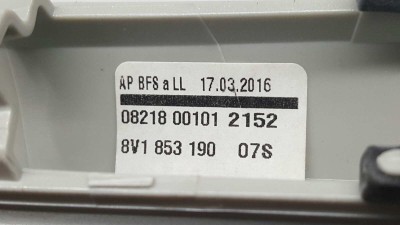 AP BFS a LL 17.03.2016
08218 00101 2152
8V1 853 190 07S